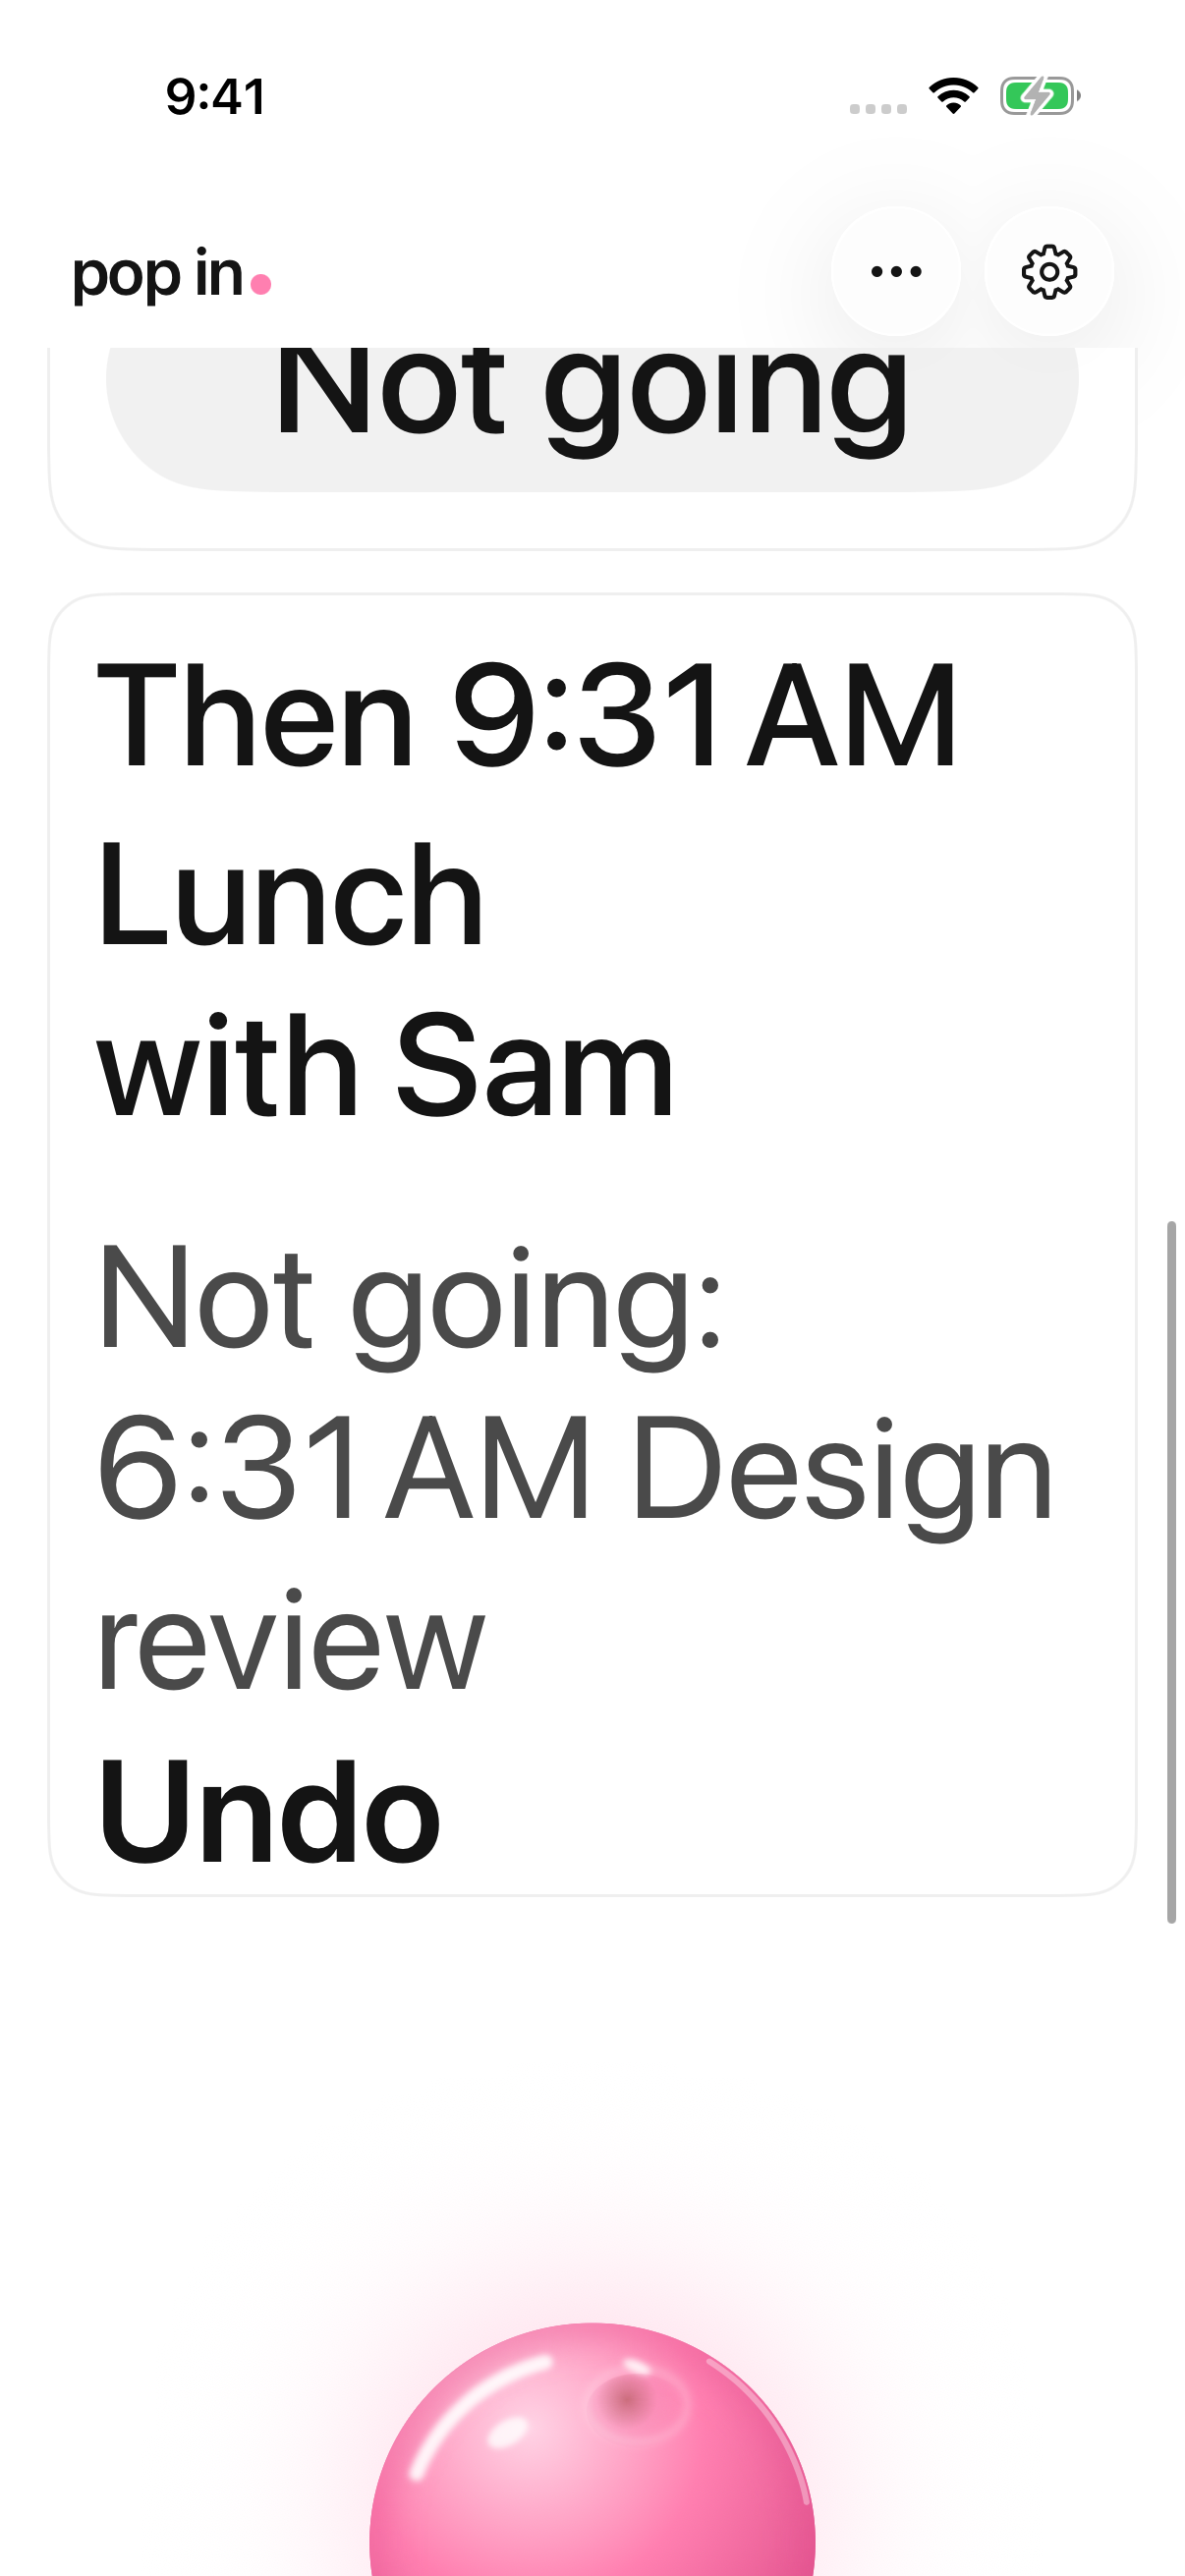 9:41
pop in
Not going
Then 9:31 AM
Lunch
with Sam
Not going:
6:31 AM Design
review
Undo